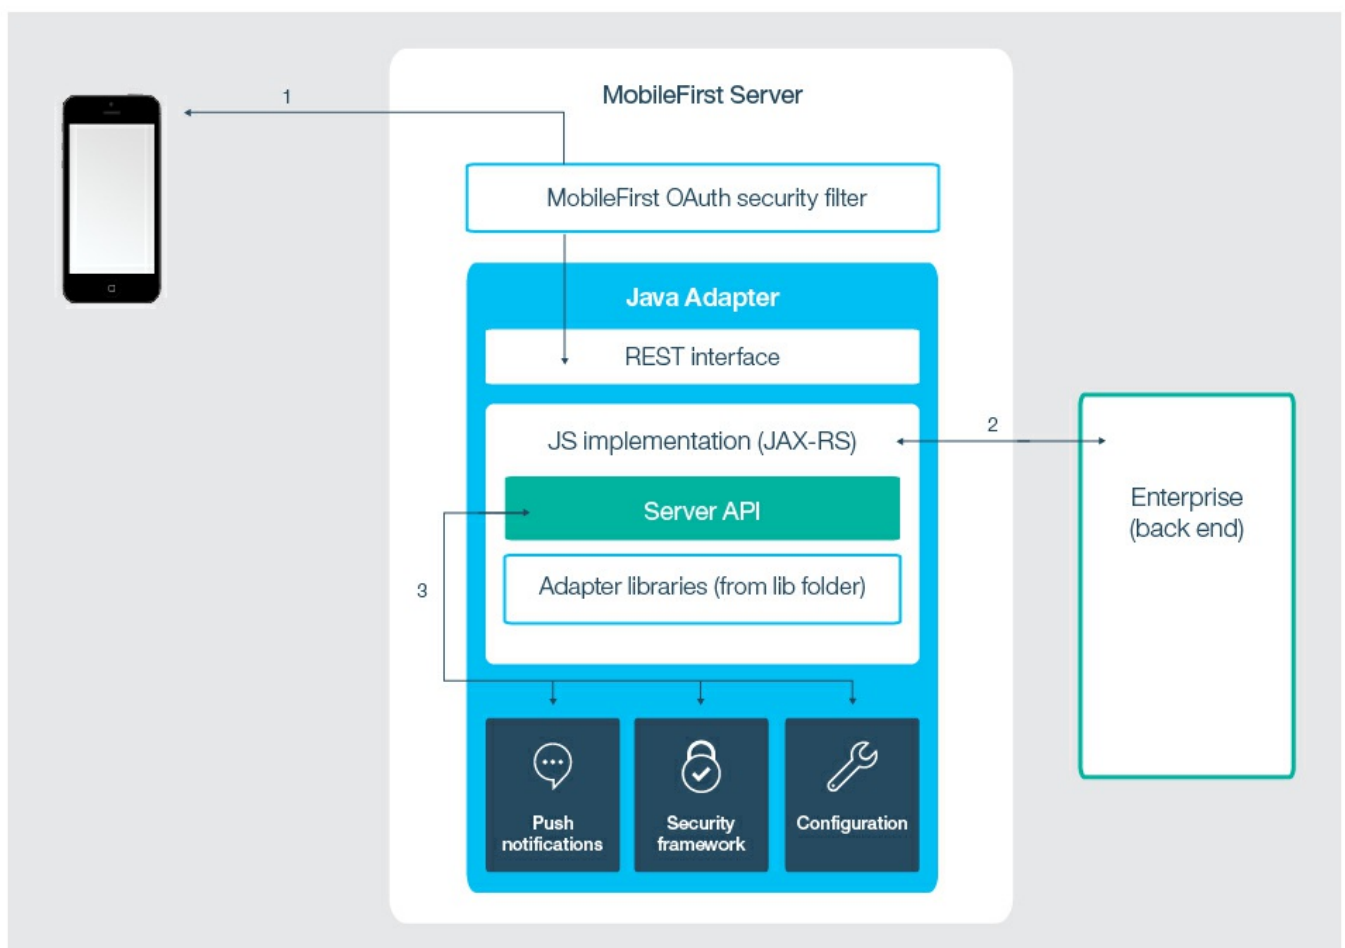 MobileFirst Server
1
MobileFirst OAuth security filter
Java Adapter
REST interface
JS implementation (JAX-RS)
2
Server API
Enterprise
(back end)
3
Adapter libraries (from lib folder)
Push
notifications
Security
framework
Configuration